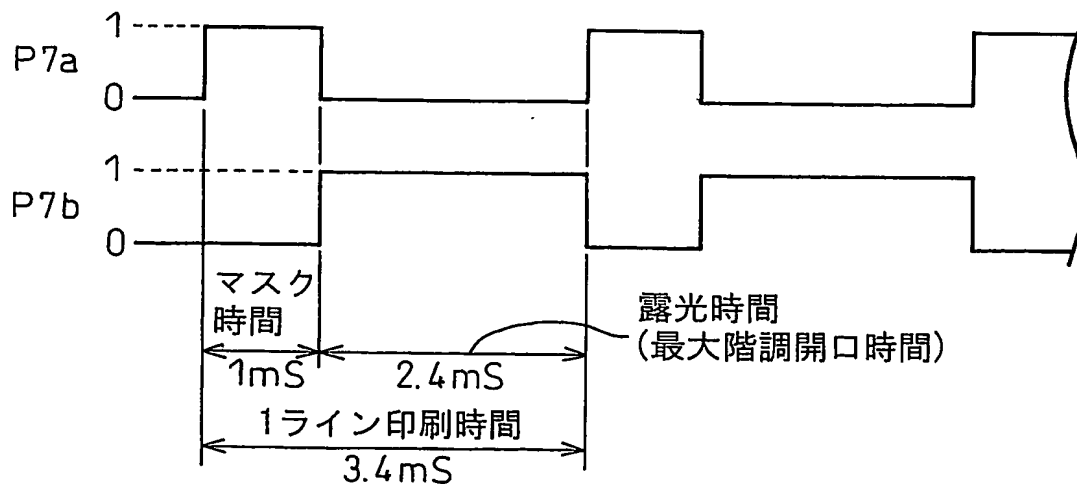 1
P7a
0
1
P7b
0
マスク
時間
露光時間
(最大階調開口時間)
1mS
2.4mS
1ライン印刷時間
3.4mS